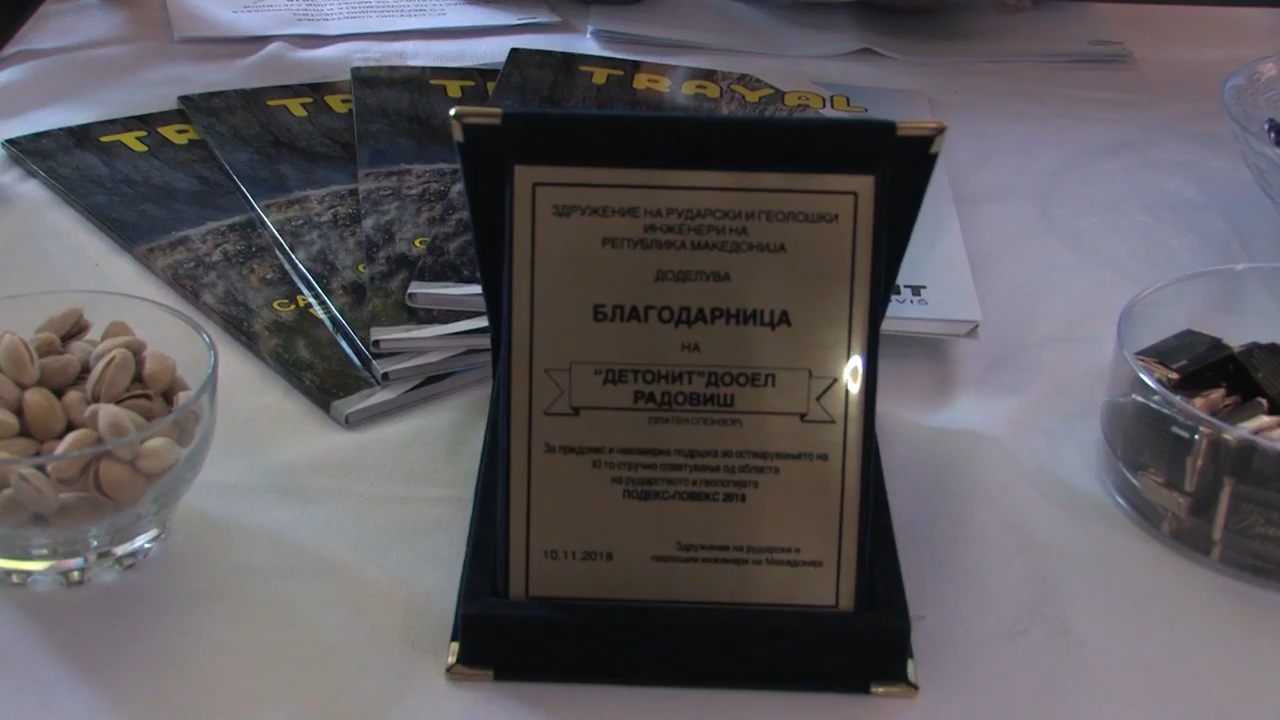 TRAYAL
ЗДРУЖЕНИЕ НА РУДАРСКИ И ГЕОЛОШКИ
ИНЖЕНЕРИ НА
РЕПУБЛИКА МАКЕДОНИЈА
ДОДЕЛУВА
БЛАГОДАРНИЦА
НА
"ДЕТОНИТ"ДООЕЛ
РАДОВИШ
(ЗЛАТЕН СПОНЗОР)
За придонес и несебична подршка во остварувањето на
XI то стручно советување од областа
на рударството и геологијата
ПОДЕКС-ПОВЕКС 2018
10.11.2018
Здружение на рударски и
геолошки инженери на Македонија